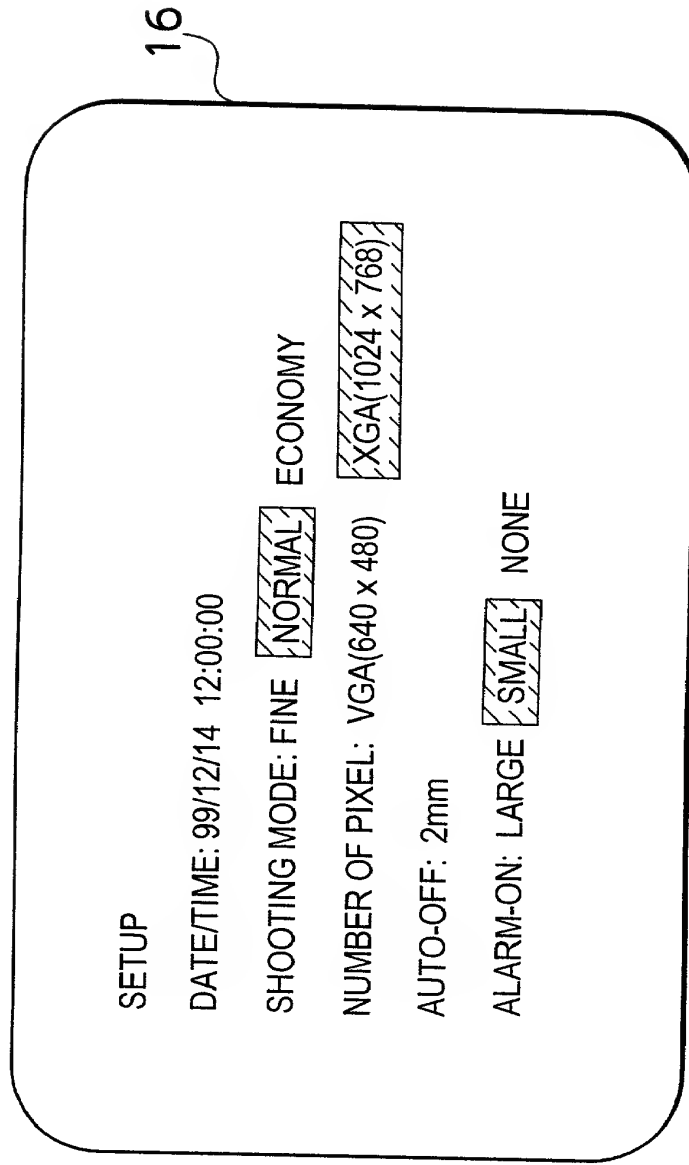 16
SETUP
DATE/TIME: 99/12/14 12:00:00
SHOOTING MODE: FINE NORMAL ECONOMY
NUMBER OF PIXEL: VGA(640 x 480) XGA(1024 x 768)
AUTO-OFF: 2mm
ALARM-ON: LARGE SMALL NONE